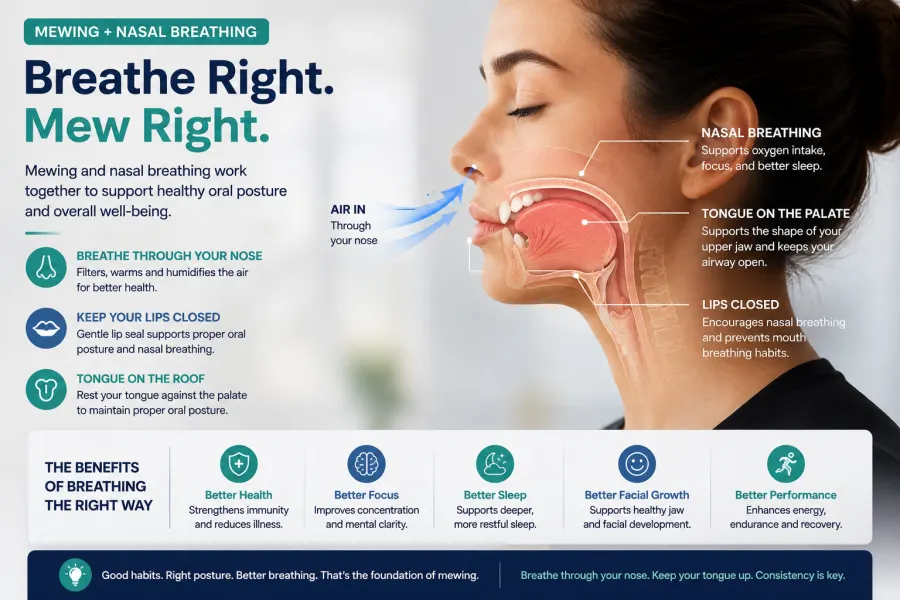 MEWING + NASAL BREATHING
Breathe Right.
Mew Right.
Mewing and nasal breathing work
together to support healthy oral posture
and overall well-being.
BREATHE THROUGH YOUR NOSE
Filters, warms and humidifies the air
for better health.
KEEP YOUR LIPS CLOSED
Gentle lip seal supports proper oral
posture and nasal breathing.
TONGUE ON THE ROOF
Rest your tongue against the palate
to maintain proper oral posture.
AIR IN
Through
your nose
NASAL BREATHING
Supports oxygen intake,
focus, and better sleep.
TONGUE ON THE PALATE
Supports the shape of your
upper jaw and keeps your
airway open.
LIPS CLOSED
Encourages nasal breathing
and prevents mouth
breathing habits.
THE BENEFITS
OF BREATHING
THE RIGHT WAY
Better Health
Strengthens immunity
and reduces illness.
Better Focus
Improves concentration
and mental clarity.
Better Sleep
Supports deeper,
more restful sleep.
Better Facial Growth
Supports healthy jaw
and facial development.
Better Performance
Enhances energy,
endurance and recovery.
Good habits. Right posture. Better breathing. That's the foundation of mewing.
Breathe through your nose. Keep your tongue up. Consistency is key.